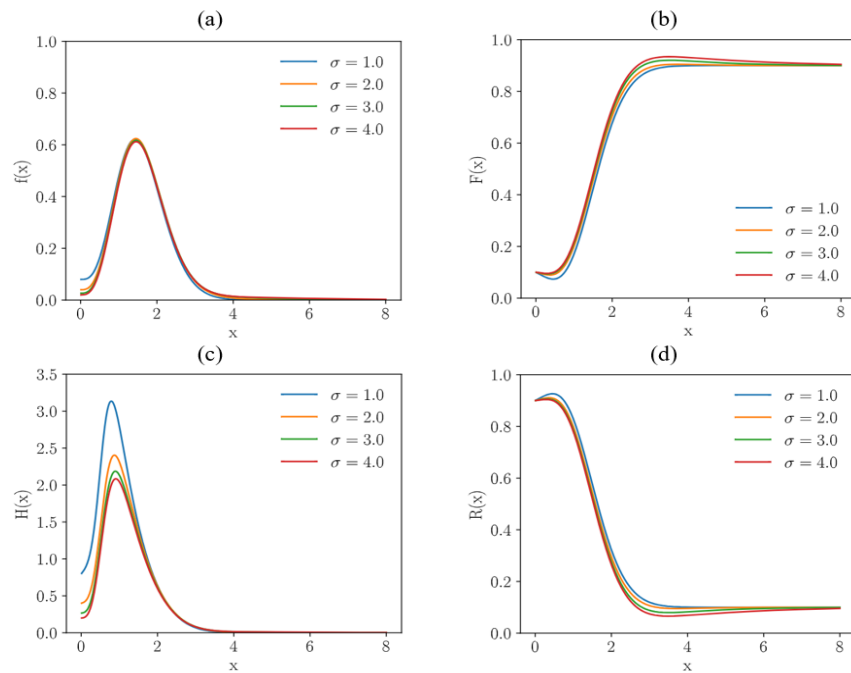 (a)
1.0
0.8
0.6
0.4
0.2
0.0
f(x)
0 2 4 6 8
x
σ = 1.0
σ = 2.0
σ = 3.0
σ = 4.0
(b)
1.0
0.8
0.6
0.4
0.2
0.0
F(x)
0 2 4 6 8
x
σ = 1.0
σ = 2.0
σ = 3.0
σ = 4.0
(c)
3.5
3.0
2.5
2.0
1.5
1.0
0.5
0.0
H(x)
0 2 4 6 8
x
σ = 1.0
σ = 2.0
σ = 3.0
σ = 4.0
(d)
1.0
0.8
0.6
0.4
0.2
0.0
R(x)
0 2 4 6 8
x
σ = 1.0
σ = 2.0
σ = 3.0
σ = 4.0